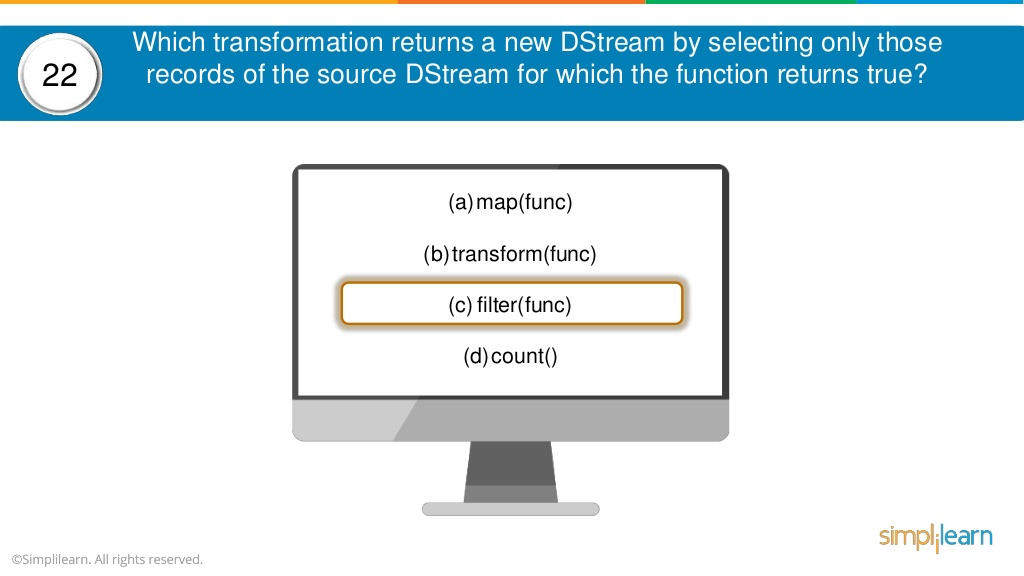 22
Which transformation returns a new DStream by selecting only those
records of the source DStream for which the function returns true?
(a) map(func)
(b) transform(func)
(c) filter(func)
(d) count()
simplilearn
©Simplilearn. All rights reserved.